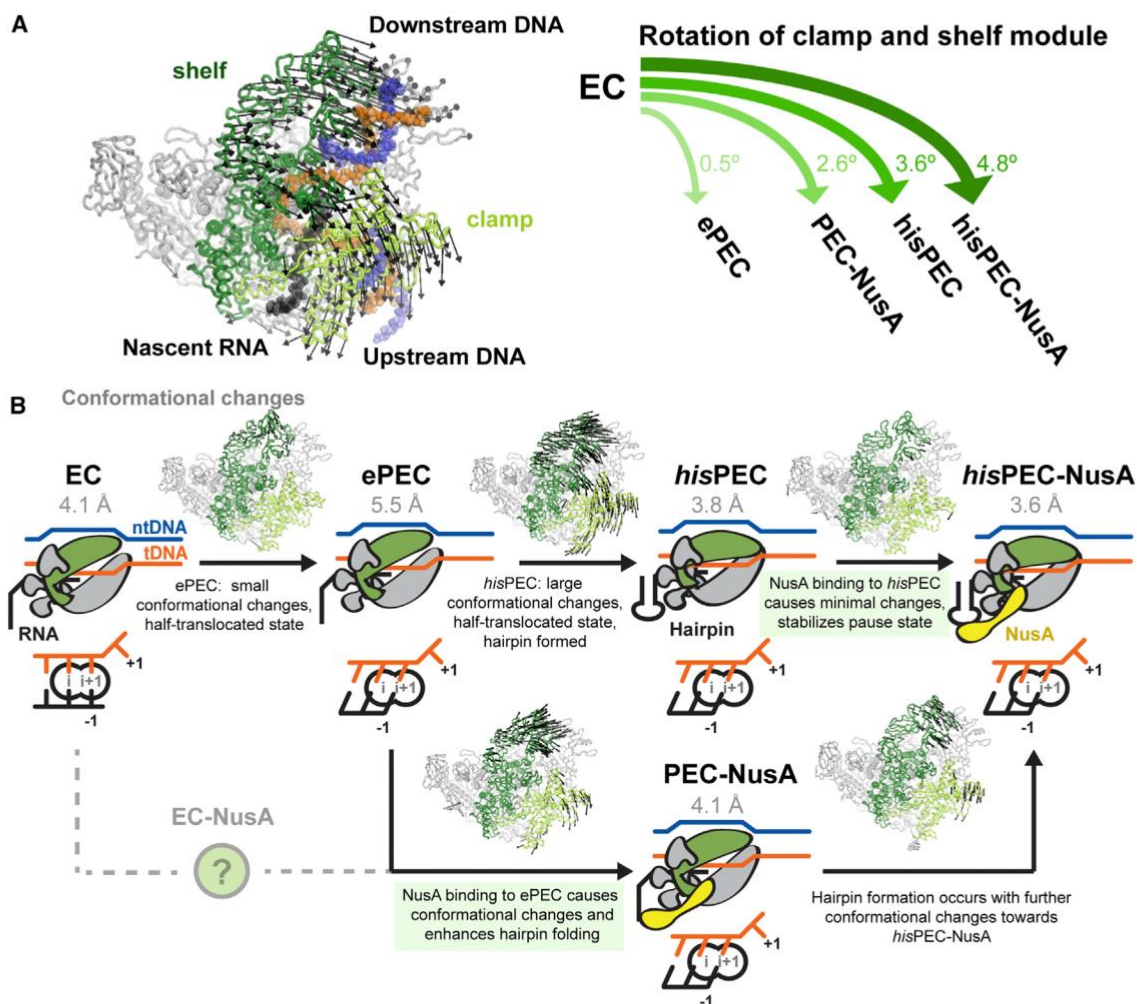 A
Downstream DNA
shelf
clamp
Nascent RNA
Upstream DNA
Rotation of clamp and shelf module
EC
0.5º
2.6º
3.6º
4.8º
ePEC
PEC-NusA
hisPEC
hisPEC-NusA
B
Conformational changes
EC
4.1 Å
ntDNA
tDNA
RNA
i
i+1
+1
-1
ePEC: small
conformational changes,
half-translocated state
ePEC
5.5 Å
i
i+1
+1
-1
hisPEC: large
conformational changes,
half-translocated state,
hairpin formed
hisPEC
3.8 Å
Hairpin
i
i+1
+1
-1
NusA binding to hisPEC
causes minimal changes,
stabilizes pause state
hisPEC-NusA
3.6 Å
NusA
i
i+1
+1
-1
EC-NusA
?
NusA binding to ePEC causes
conformational changes and
enhances hairpin folding
PEC-NusA
4.1 Å
i
i+1
+1
-1
Hairpin formation occurs with further
conformational changes towards
hisPEC-NusA